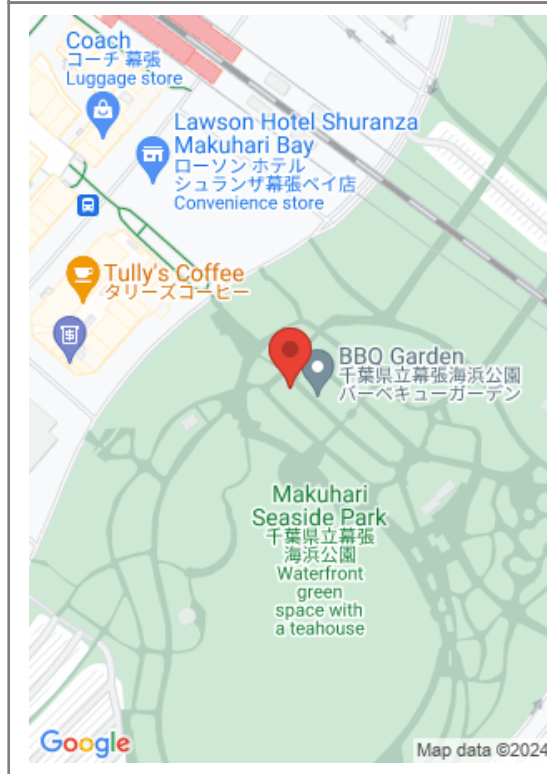 Coach
コーチ 幕張
Luggage store
Lawson Hotel Shuranza
Makuhari Bay
ローソン ホテル
シュランザ幕張ベイ店
Convenience store
Tully's Coffee
タリーズコーヒー
BBQ Garden
千葉県立幕張海浜公園
バーベキューガーデン
Makuhari
Seaside Park
千葉県立幕張
海浜公園
Waterfront
green
space with
a teahouse
Google
Map data ©2024